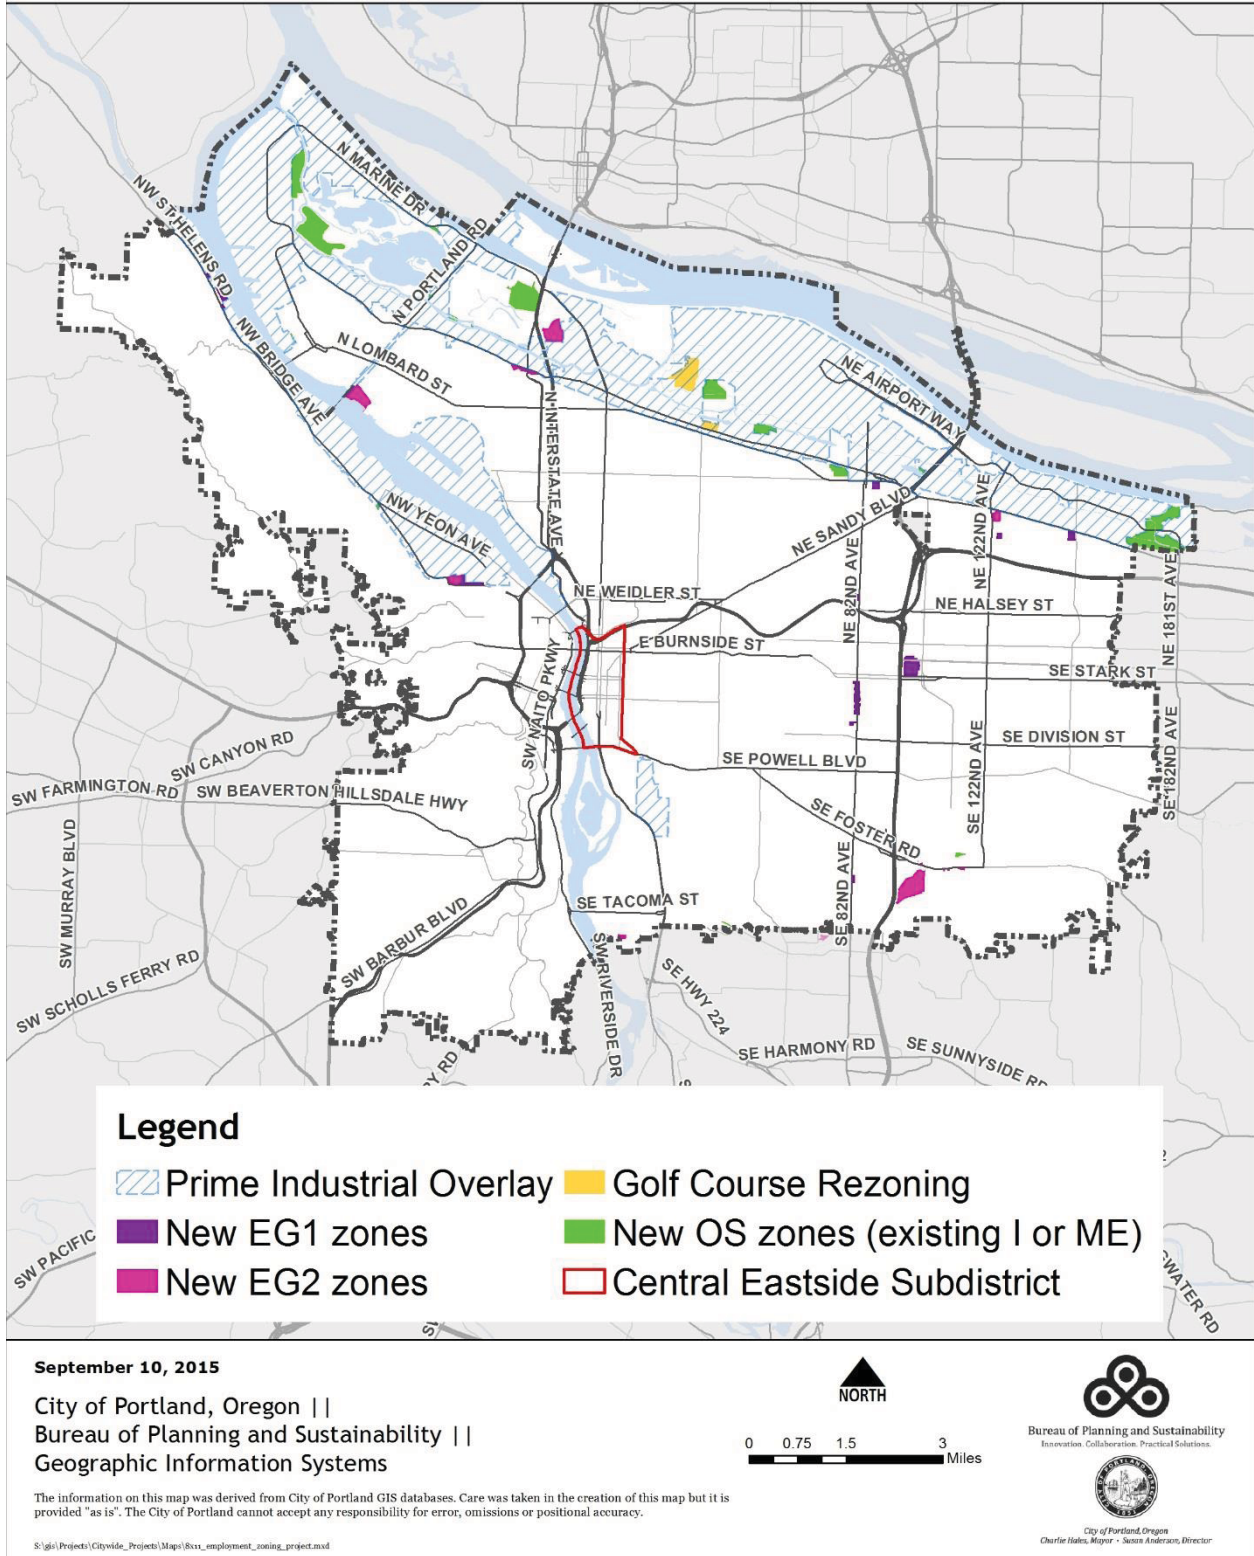 N MARINE DR
NW ST HELENS RD
N PORTLAND RD
NW BRIDGE AVE
N LOMBARD ST
NE AIRPORT WAY
N INTERSTATE AVE
NW YEON AVE
NE SANDY BLVD
NE 122ND AVE
NE 82ND AVE
NE 181ST AVE
NE WEIDLER ST
NE HALSEY ST
E BURNSIDE ST
SE STARK ST
SW NAITO PKWY
SE DIVISION ST
SW CANYON RD
SE POWELL BLVD
SE 122ND AVE
SE 182ND AVE
SW FARMINGTON RD
SW BEAVERTON HILLSDALE HWY
SE FOSTER RD
SW MURRAY BLVD
SE 82ND AVE
SE TACOMA ST
SW BARBUR BLVD
SW SCHOLLS FERRY RD
SW RIVERSIDE DR
SE HWY 224
SE HARMONY RD
SE SUNNYSIDE RD
RY RD
Legend
Prime Industrial Overlay
Golf Course Rezoning
New EG1 zones
New OS zones (existing I or ME)
New EG2 zones
Central Eastside Subdistrict
SW PACIFIC
GWATER RD
September 10, 2015
City of Portland, Oregon ||
Bureau of Planning and Sustainability ||
Geographic Information Systems
The information on this map was derived from City of Portland GIS databases. Care was taken in the creation of this map but it is
provided "as is". The City of Portland cannot accept any responsibility for error, omissions or positional accuracy.
S:\gis\Projects\Citywide_Projects\Maps\8x11_employment_zoning_project.mxd
NORTH
0 0.75 1.5 3
Miles
Bureau of Planning and Sustainability
Innovation. Collaboration. Practical Solutions.
City of Portland, Oregon
Charlie Hales, Mayor • Susan Anderson, Director